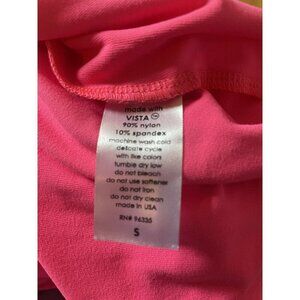 made with
VISTA™
90% nylon
10% spandex
machine wash cold
delicate cycle
with like colors
tumble dry low
do not bleach
do not use softener
do not iron
do not dry clean
made in USA
RN# 96335
S